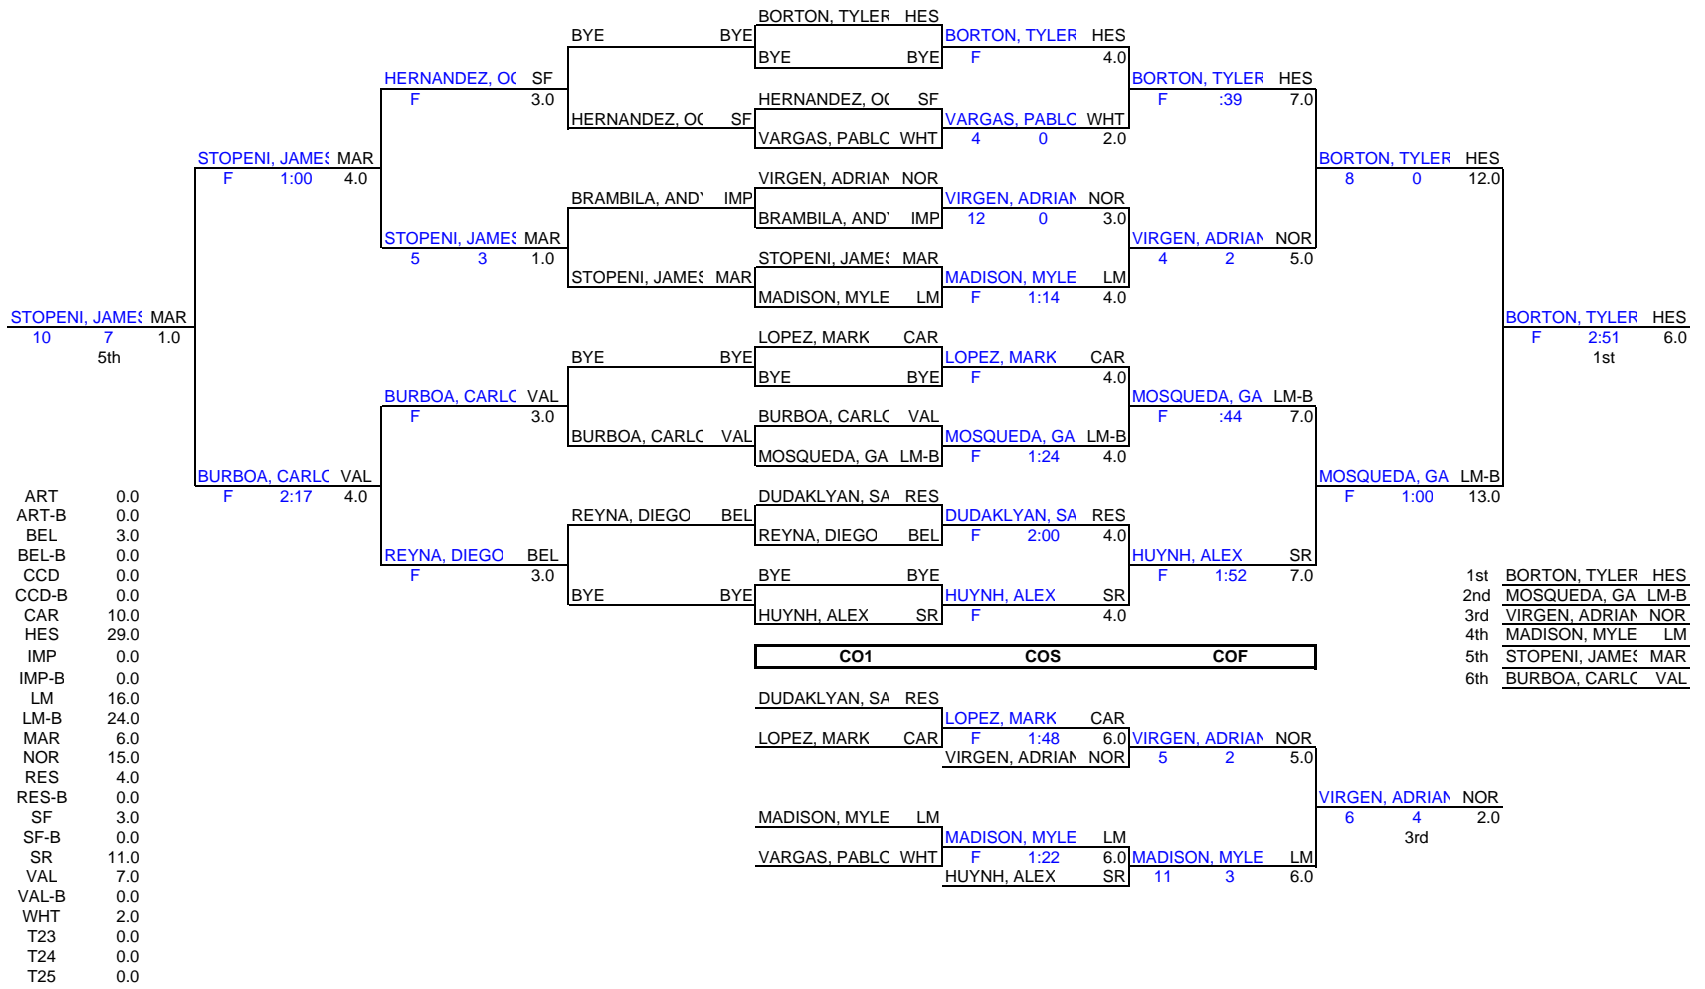 BORTON, TYLER HES
BYE BYE BORTON, TYLER HES
BYE BYE F 4.0
HERNANDEZ, O( SF BORTON, TYLER HES
F 3.0 HERNANDEZ, O( SF F :39 7.0
HERNANDEZ, O( SF VARGAS, PABLC WHT
VARGAS, PABLC WHT 4 0 2.0
STOPENI, JAMES MAR BORTON, TYLER HES
F 1:00 4.0 VIRGEN, ADRIAN NOR 8 0 12.0
BRAMBILA, AND' IMP VIRGEN, ADRIAN NOR
BRAMBILA, AND' IMP 12 0 3.0
STOPENI, JAMES MAR VIRGEN, ADRIAN NOR
5 3 1.0 STOPENI, JAMES MAR 4 2 5.0
STOPENI, JAMES MAR MADISON, MYLE LM
MADISON, MYLE LM F 1:14 4.0
STOPENI, JAMES MAR BORTON, TYLER HES
10 7 1.0 LOPEZ, MARK CAR F 2:51 6.0
5th BYE BYE LOPEZ, MARK CAR 1st
BYE BYE F 4.0
BURBOA, CARLC VAL MOSQUEDA, GA LM-B
F 3.0 BURBOA, CARLC VAL F :44 7.0
BURBOA, CARLC VAL MOSQUEDA, GA LM-B
MOSQUEDA, GA LM-B F 1:24 4.0
BURBOA, CARLC VAL MOSQUEDA, GA LM-B
ART 0.0 F 2:17 4.0 DUDAKLYAN, SA RES F 1:00 13.0
ART-B 0.0 REYNA, DIEGO BEL DUDAKLYAN, SA RES
BEL 3.0 REYNA, DIEGO BEL F 2:00 4.0
BEL-B 0.0 REYNA, DIEGO BEL HUYNH, ALEX SR
CCD 0.0 F 3.0 BYE BYE F 1:52 7.0 1st BORTON, TYLER HES
CCD-B 0.0 BYE BYE HUYNH, ALEX SR 2nd MOSQUEDA, GA LM-B
CAR 10.0 HUYNH, ALEX SR F 4.0 3rd VIRGEN, ADRIAN NOR
HES 29.0 4th MADISON, MYLE LM
IMP 0.0 CO1 COS COF 5th STOPENI, JAMES MAR
IMP-B 0.0 6th BURBOA, CARLC VAL
LM 16.0 DUDAKLYAN, SA RES
LM-B 24.0 LOPEZ, MARK CAR
MAR 6.0 LOPEZ, MARK CAR F 1:48 6.0 VIRGEN, ADRIAN NOR
NOR 15.0 VIRGEN, ADRIAN NOR 5 2 5.0
RES 4.0
RES-B 0.0 VIRGEN, ADRIAN NOR
SF 3.0 MADISON, MYLE LM 6 4 2.0
SF-B 0.0 MADISON, MYLE LM 3rd
SR 11.0 VARGAS, PABLC WHT F 1:22 6.0 MADISON, MYLE LM
VAL 7.0 HUYNH, ALEX SR 11 3 6.0
VAL-B 0.0
WHT 2.0
T23 0.0
T24 0.0
T25 0.0